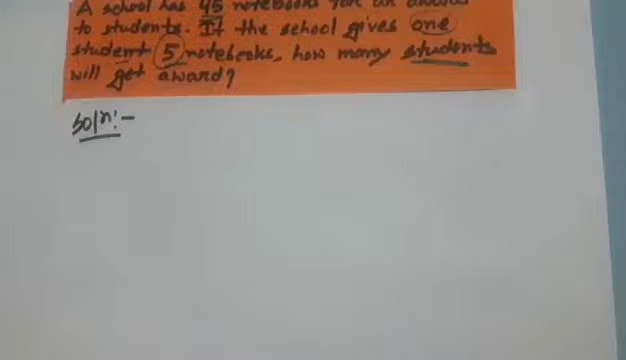 A school has 45 notebooks for an award
to students. If the school gives one
student 5 notebooks, how many students
will get award?
Soln:-